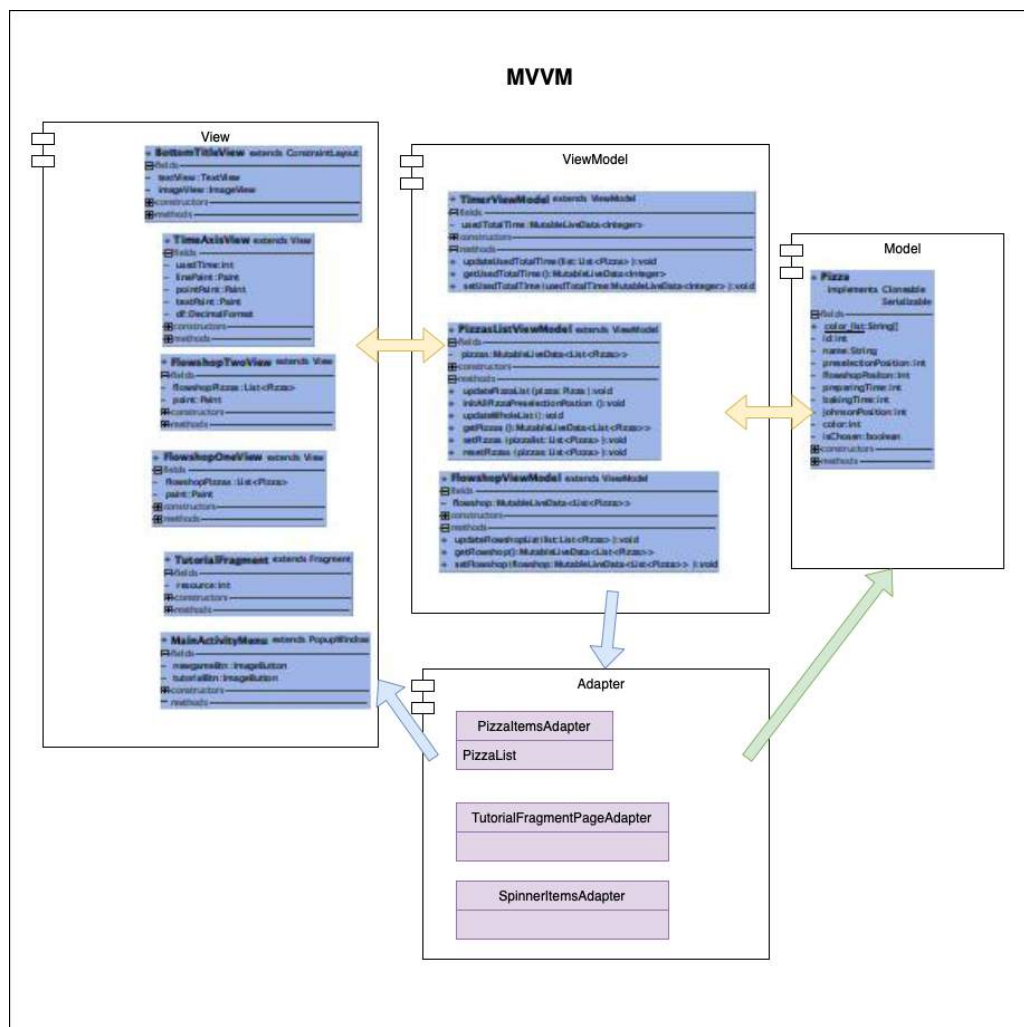 MVVM
View
+ BottomTitleView extends ConstraintLayout
fields
- textView :TextView
- imageView :ImageView
constructors
methods
+ TimeAxisView extends View
fields
- usedTime:int
- linePaint : Paint
- pointPaint : Paint
- textPaint : Paint
- df:DecimalFormat
constructors
methods
+ FlowshopTwoView extends View
fields
- flowshopPizzas : List<Pizza>
- paint : Paint
constructors
methods
+ FlowshopOneView extends View
fields
- flowshopPizzas : List<Pizza>
- paint : Paint
constructors
methods
+ TutorialFragment extends Fragment
fields
- resource:int
constructors
methods
+ MainActivityMenu extends PopupWindow
fields
- newgameBtn :ImageButton
- tutorialBtn :ImageButton
constructors
methods
ViewModel
+ TimerViewModel extends ViewModel
fields
- usedTotalTime :MutableLiveData<Integer>
constructors
methods
+ updateUsedTotalTime (list: List<Pizza> ):void
+ getUsedTotalTime ():MutableLiveData<Integer>
+ setUsedTotalTime (usedTotalTime:MutableLiveData<Integer> ):void
+ PizzasListViewModel extends ViewModel
fields
- pizzas :MutableLiveData<List<Pizza>>
constructors
methods
+ updatePizzaList (pizza: Pizza ):void
+ initAllPizzaPreselectionPosition ():void
+ updateWholeList ():void
+ getPizzas ():MutableLiveData<List<Pizza>>
+ setPizzas (pizzalist: List<Pizza> ):void
+ resetPizzas (pizzas: List<Pizza> ):void
+ FlowshopViewModel extends ViewModel
fields
- flowshop :MutableLiveData<List<Pizza>>
constructors
methods
+ updateFlowshopList(list: List<Pizza> ):void
+ getFlowshop():MutableLiveData<List<Pizza>>
+ setFlowshop (flowshop :MutableLiveData<List<Pizza>> ):void
Model
+ Pizza
implements Cloneable
Serializable
fields
+ color_list:String[]
- id:int
- name:String
- preselectionPosition :int
- flowshopPosition :int
- preparingTime:int
- bakingTime:int
- johnsonPosition :int
- color:int
- isChosen :boolean
constructors
methods
Adapter
PizzaItemsAdapter
PizzaList
TutorialFragmentPageAdapter
SpinnerItemsAdapter